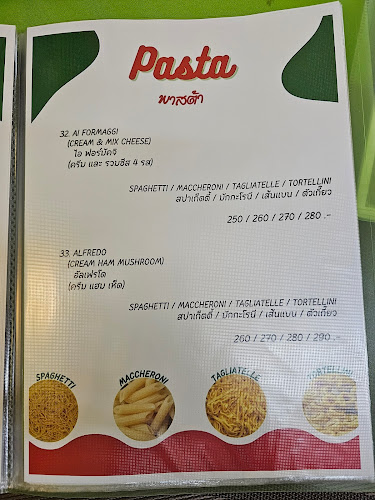 Pasta
พาสต้า
32. AI FORMAGGI
(CREAM & MIX CHEESE)
ไอ ฟอร์มัคจิ
(ครีม และ รวมชีส 4 รส)
SPAGHETTI / MACCHERONI / TAGLIATELLE / TORTELLINI
สปาเก็ตตี้ / มักกะโรนี / เส้นแบน / ตัวเกี๊ยว
250 / 260 / 270 / 280 .-
33. ALFREDO
(CREAM HAM MUSHROOM)
อัลเฟรโด
(ครีม แฮม เห็ด)
SPAGHETTI / MACCHERONI / TAGLIATELLE / TORTELLINI
สปาเก็ตตี้ / มักกะโรนี / เส้นแบน / ตัวเกี๊ยว
260 / 270 / 280 / 290 .-
SPAGHETTI
MACCHERONI
TAGLIATELLE
TORTELLINI